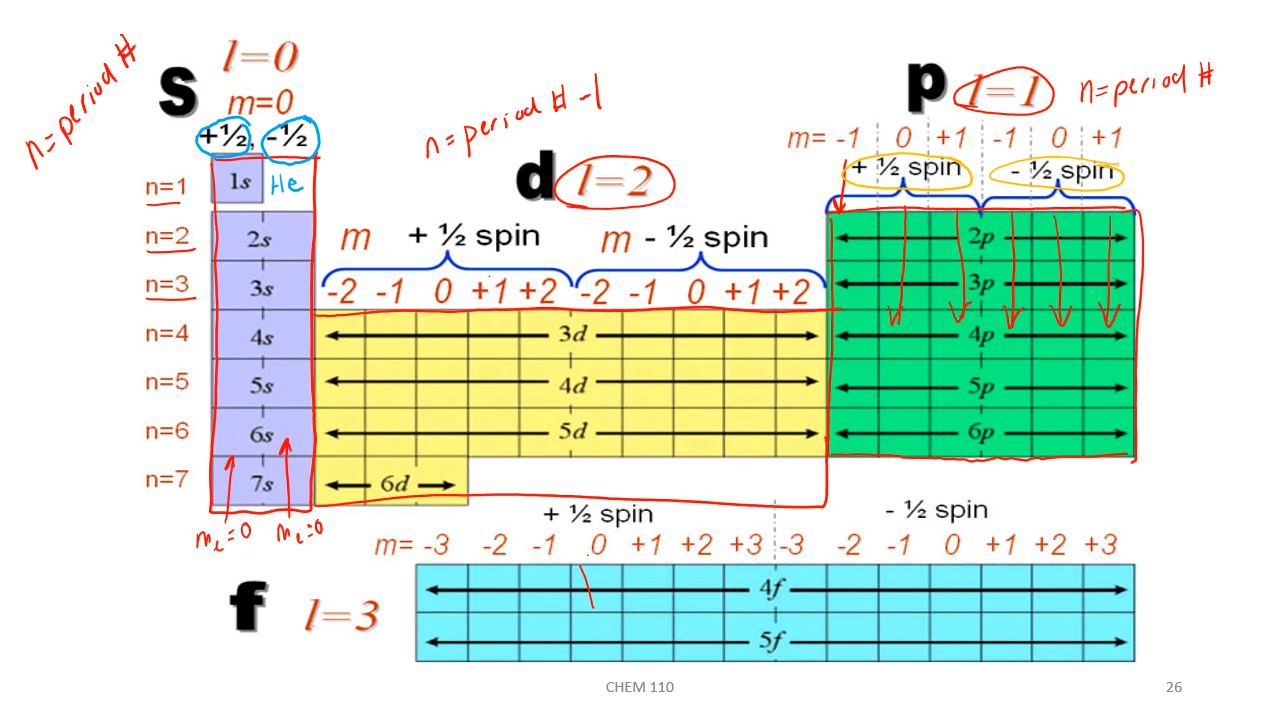 n=period #
s
l=0
m=0
+½, -½
n = period # -1
d l=2
p l=1
n=period #
m= -1 0 +1 -1 0 +1
+ ½ spin - ½ spin
n=1 1s He
n=2 2s m + ½ spin m - ½ spin 2p
n=3 3s -2 -1 0 +1 +2 -2 -1 0 +1 +2 3p
n=4 4s 3d 4p
n=5 5s 4d 5p
n=6 6s 5d 6p
n=7 7s 6d
mℓ=0 mℓ=0
+ ½ spin - ½ spin
m= -3 -2 -1 0 +1 +2 +3 -3 -2 -1 0 +1 +2 +3
f l=3
4f
5f
CHEM 110 26